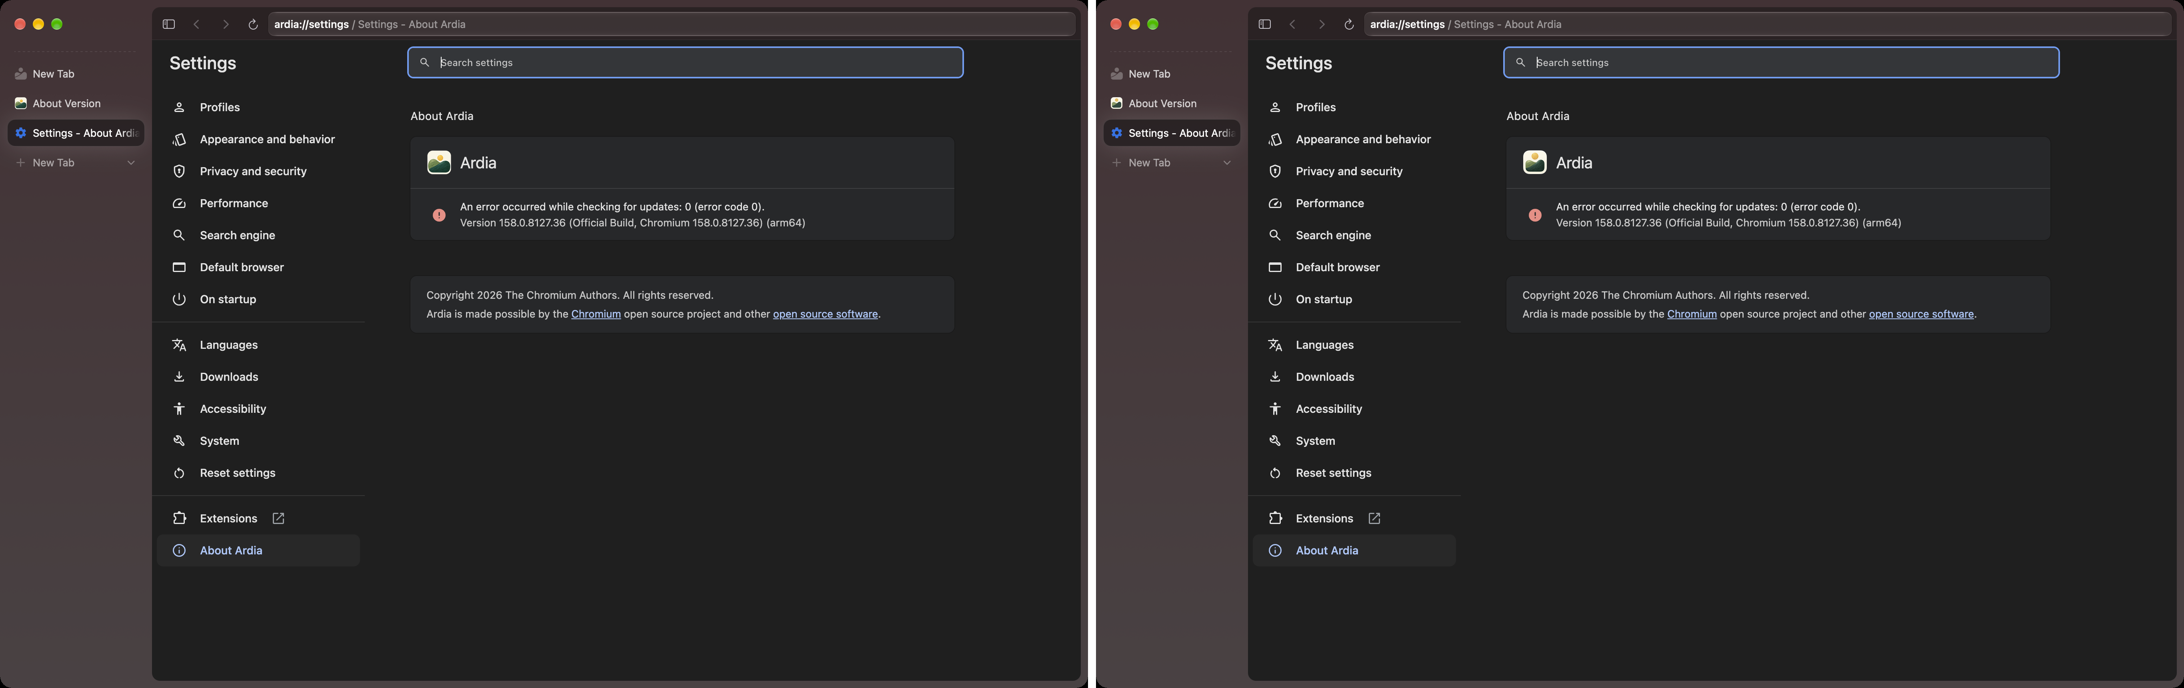 ardia://settings / Settings - About Ardia
New Tab
About Version
Settings - About Ardia
New Tab
Settings
Search settings
Profiles
Appearance and behavior
Privacy and security
Performance
Search engine
Default browser
On startup
Languages
Downloads
Accessibility
System
Reset settings
Extensions
About Ardia
About Ardia
Ardia
An error occurred while checking for updates: 0 (error code 0).
Version 158.0.8127.36 (Official Build, Chromium 158.0.8127.36) (arm64)
Copyright 2026 The Chromium Authors. All rights reserved.
Ardia is made possible by the Chromium open source project and other open source software.
ardia://settings / Settings - About Ardia
New Tab
About Version
Settings - About Ardia
New Tab
Settings
Search settings
Profiles
Appearance and behavior
Privacy and security
Performance
Search engine
Default browser
On startup
Languages
Downloads
Accessibility
System
Reset settings
Extensions
About Ardia
About Ardia
Ardia
An error occurred while checking for updates: 0 (error code 0).
Version 158.0.8127.36 (Official Build, Chromium 158.0.8127.36) (arm64)
Copyright 2026 The Chromium Authors. All rights reserved.
Ardia is made possible by the Chromium open source project and other open source software.